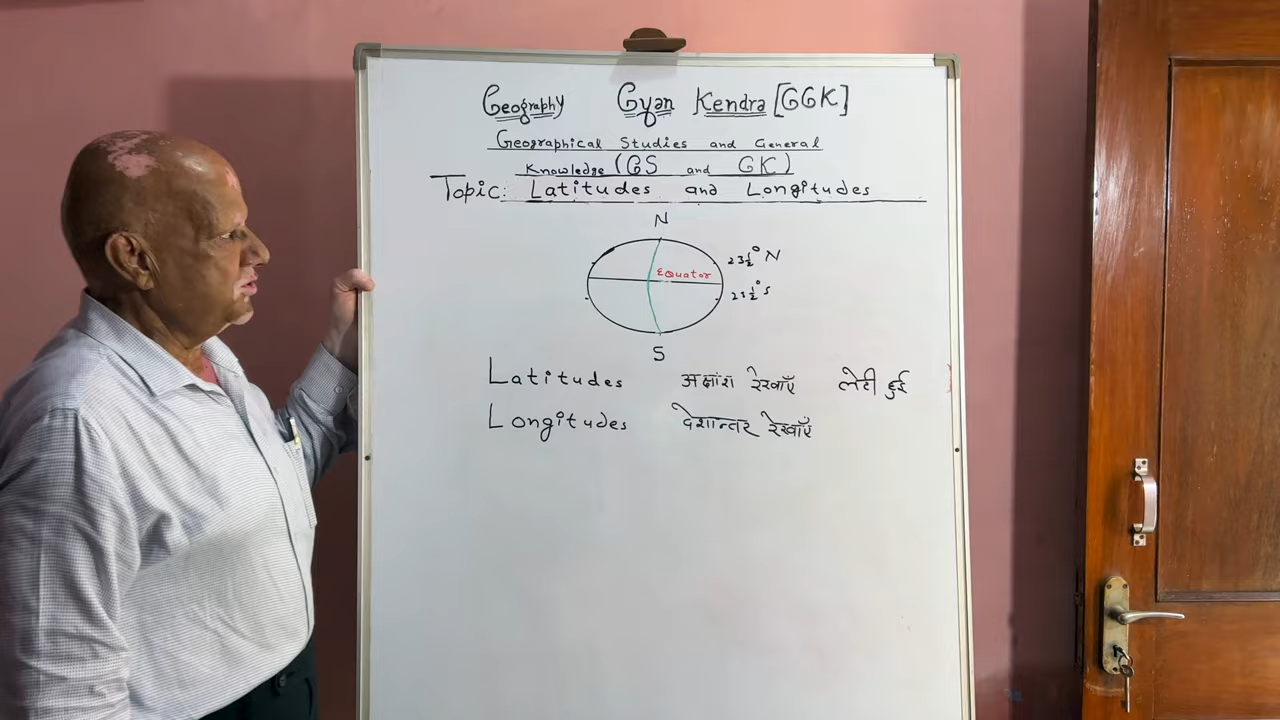 Geography Gyan Kendra [GGK]
Geographical Studies and General
Knowledge (GS and GK)
Topic: Latitudes and Longitudes
N
23½° N
Equator
23½° S
S
Latitudes अक्षांश रेखाएँ लेटी हुई
Longitudes देशान्तर रेखाएँ